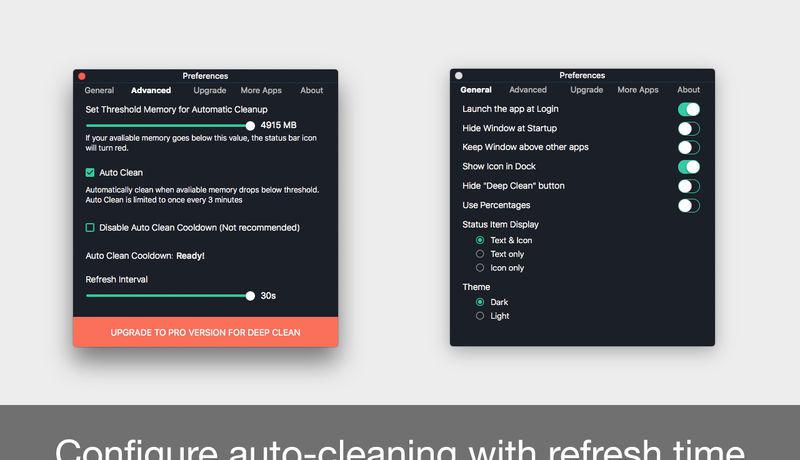 Preferences
General Advanced Upgrade More Apps About
Set Threshold Memory for Automatic Cleanup
4915 MB
If your available memory goes below this value, the status bar icon
will turn red.
Auto Clean
Automatically clean when available memory drops below threshold.
Auto Clean is limited to once every 3 minutes
Disable Auto Clean Cooldown (Not recommended)
Auto Clean Cooldown: Ready!
Refresh Interval
30s
UPGRADE TO PRO VERSION FOR DEEP CLEAN
Preferences
General Advanced Upgrade More Apps About
Launch the app at Login
Hide Window at Startup
Keep Window above other apps
Show Icon in Dock
Hide "Deep Clean" button
Use Percentages
Status Item Display
Text & Icon
Text only
Icon only
Theme
Dark
Light
Configure auto-cleaning with refresh time